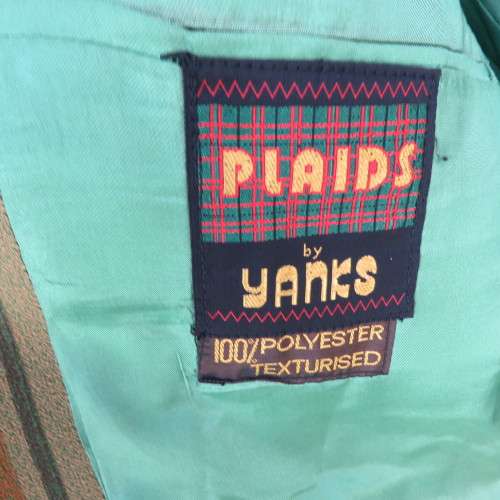 PLAIDS
by
YANKS
100% POLYESTER
TEXTURISED